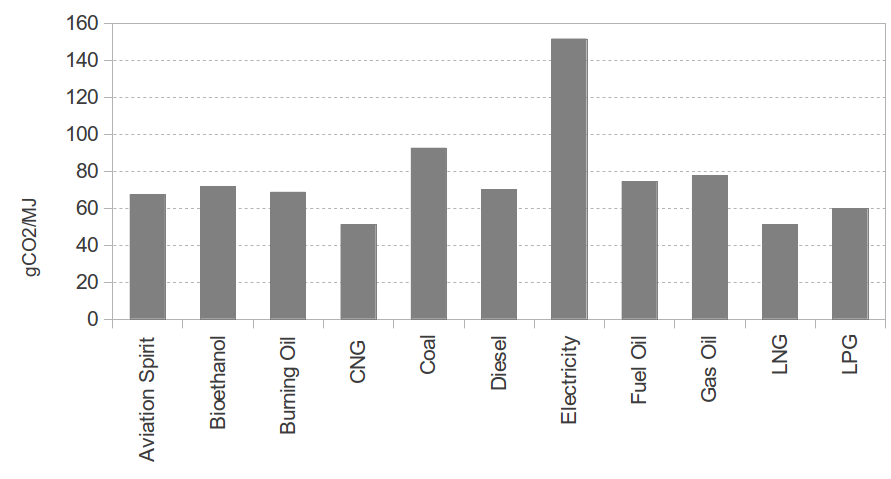 160
140
120
100
80
60
40
20
0
gCO2/MJ
Aviation Spirit
Bioethanol
Burning Oil
CNG
Coal
Diesel
Electricity
Fuel Oil
Gas Oil
LNG
LPG